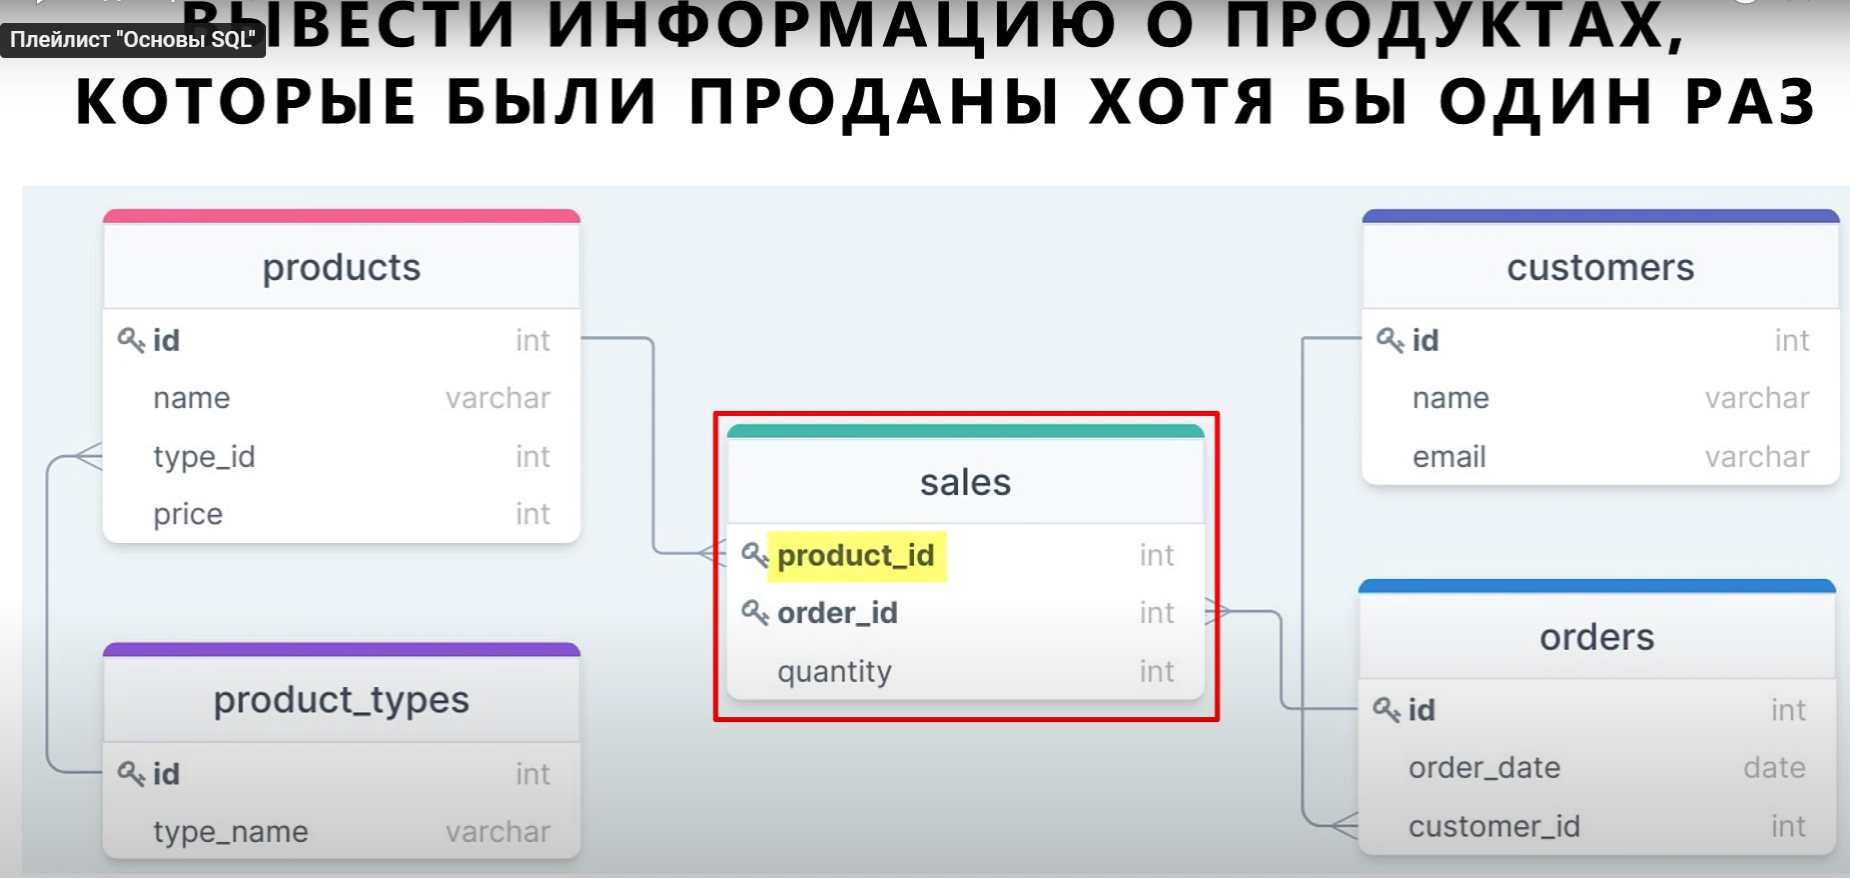 ВЫВЕСТИ ИНФОРМАЦИЮ О ПРОДУКТАХ,
Плейлист "Основы SQL"
КОТОРЫЕ БЫЛИ ПРОДАНЫ ХОТЯ БЫ ОДИН РАЗ
products
id int
name varchar
type_id int
price int
product_types
id int
type_name varchar
sales
product_id int
order_id int
quantity int
customers
id int
name varchar
email varchar
orders
id int
order_date date
customer_id int